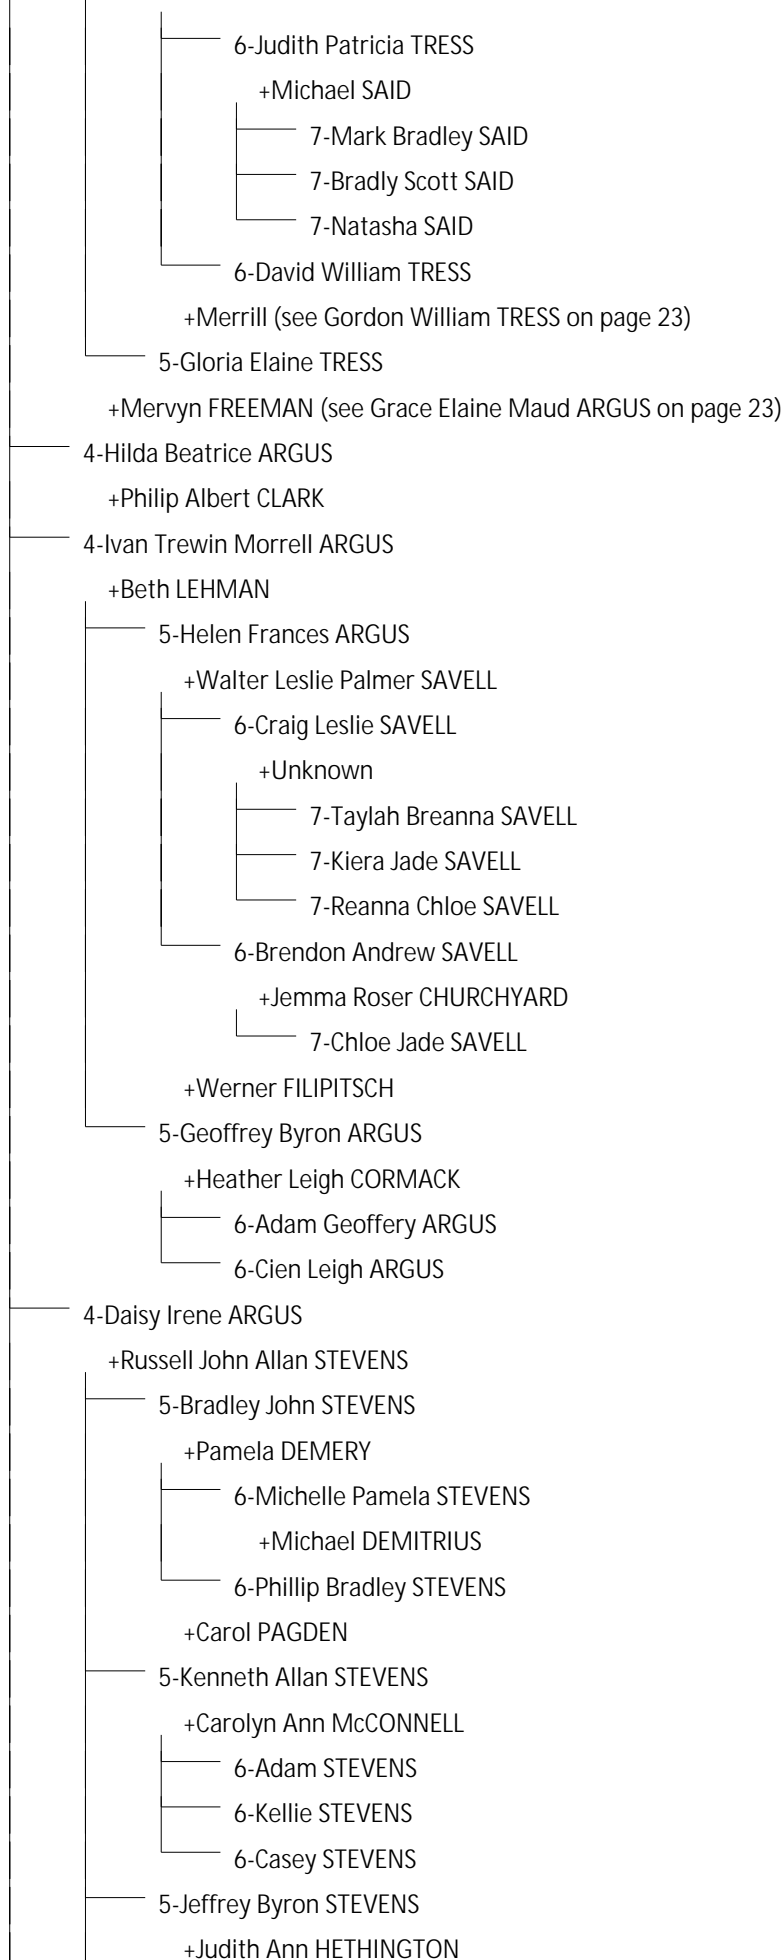 6-Judith Patricia TRESS
+Michael SAID
7-Mark Bradley SAID
7-Bradly Scott SAID
7-Natasha SAID
6-David William TRESS
+Merrill (see Gordon William TRESS on page 23)
5-Gloria Elaine TRESS
+Mervyn FREEMAN (see Grace Elaine Maud ARGUS on page 23)
4-Hilda Beatrice ARGUS
+Philip Albert CLARK
4-Ivan Trewin Morrell ARGUS
+Beth LEHMAN
5-Helen Frances ARGUS
+Walter Leslie Palmer SAVELL
6-Craig Leslie SAVELL
+Unknown
7-Taylah Breanna SAVELL
7-Kiera Jade SAVELL
7-Reanna Chloe SAVELL
6-Brendon Andrew SAVELL
+Jemma Roser CHURCHYARD
7-Chloe Jade SAVELL
+Werner FILIPITSCH
5-Geoffrey Byron ARGUS
+Heather Leigh CORMACK
6-Adam Geoffery ARGUS
6-Cien Leigh ARGUS
4-Daisy Irene ARGUS
+Russell John Allan STEVENS
5-Bradley John STEVENS
+Pamela DEMERY
6-Michelle Pamela STEVENS
+Michael DEMITRIUS
6-Phillip Bradley STEVENS
+Carol PAGDEN
5-Kenneth Allan STEVENS
+Carolyn Ann McCONNELL
6-Adam STEVENS
6-Kellie STEVENS
6-Casey STEVENS
5-Jeffrey Byron STEVENS
+Judith Ann HETHINGTON